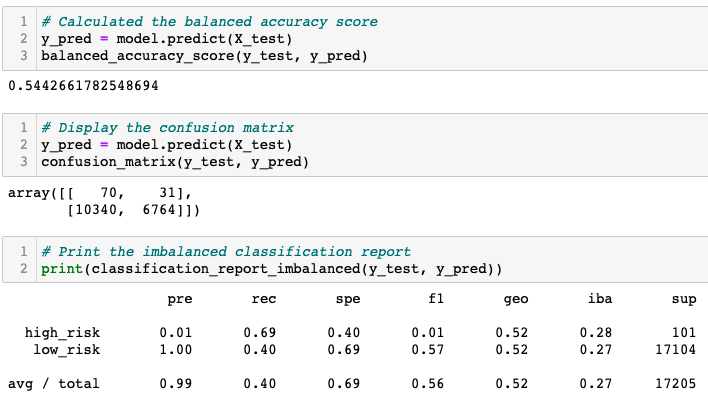 1 # Calculated the balanced accuracy score
2 y_pred = model.predict(X_test)
3 balanced_accuracy_score(y_test, y_pred)
0.5442661782548694
1 # Display the confusion matrix
2 y_pred = model.predict(X_test)
3 confusion_matrix(y_test, y_pred)
array([[   70,    31],
       [10340,  6764]])
1 # Print the imbalanced classification report
2 print(classification_report_imbalanced(y_test, y_pred))
                   pre       rec       spe        f1       geo       iba       sup
  high_risk       0.01      0.69      0.40      0.01      0.52      0.28       101
   low_risk       1.00      0.40      0.69      0.57      0.52      0.27     17104
avg / total       0.99      0.40      0.69      0.56      0.52      0.27     17205